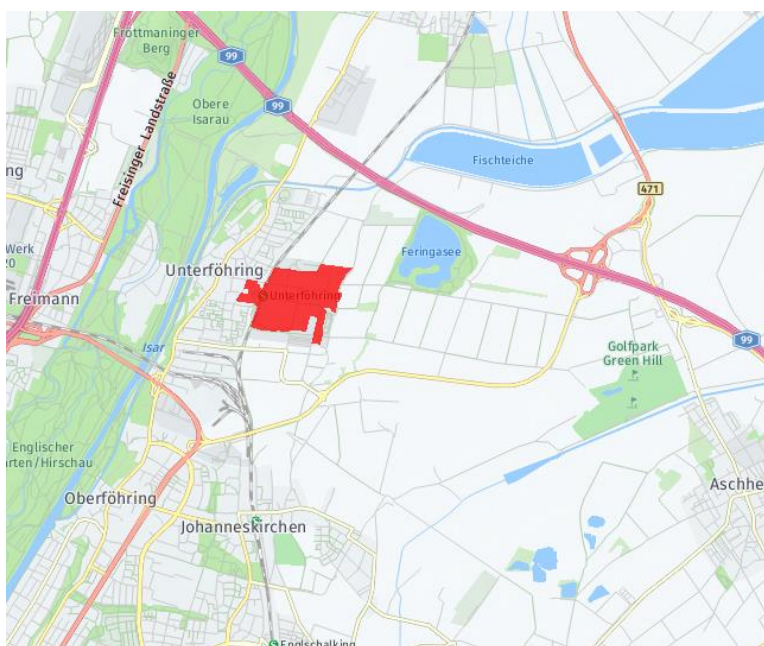 Fröttmaninger
Berg
99
Obere
Isarau
99
Freisinger Landstraße
Fischteiche
471
Unterföhring
Feringasee
Unterföhring
Werk
20
Freimann
Isar
99
Golfpark
Green Hill
Englischer
arten/Hirschau
Oberföhring
Aschhe
Johanneskirchen
Englschalking
ng